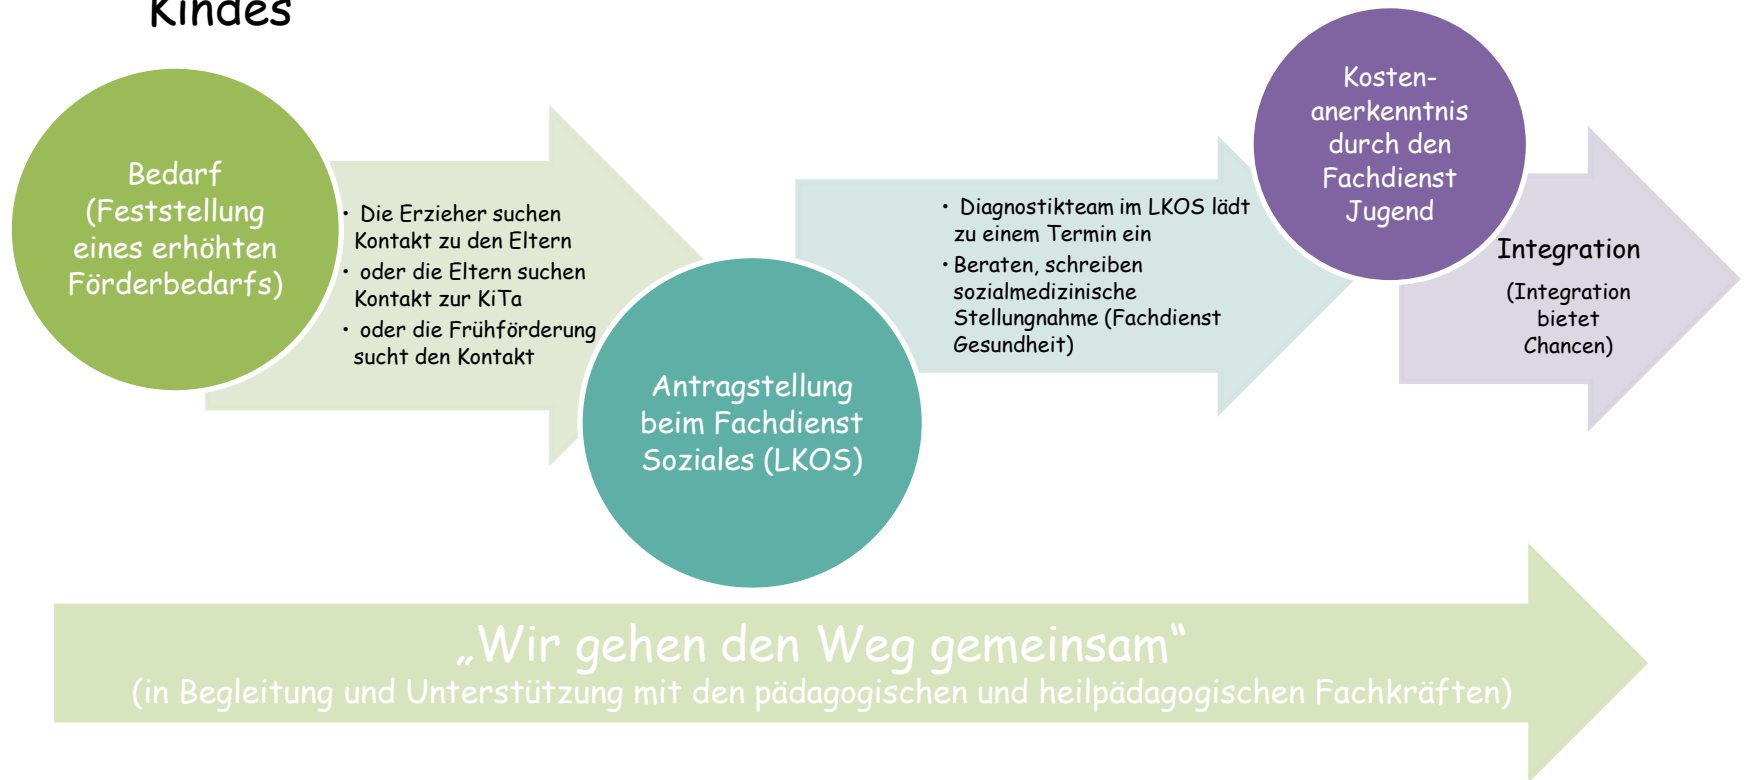 Kindes
Bedarf
(Feststellung
eines erhöhten
Förderbedarfs)
• Die Erzieher suchen
Kontakt zu den Eltern
• oder die Eltern suchen
Kontakt zur KiTa
• oder die Frühförderung
sucht den Kontakt
Antragstellung
beim Fachdienst
Soziales (LKOS)
• Diagnostikteam im LKOS lädt
zu einem Termin ein
• Beraten, schreiben
sozialmedizinische
Stellungnahme (Fachdienst
Gesundheit)
Kosten-
anerkenntnis
durch den
Fachdienst
Jugend
Integration
(Integration
bietet
Chancen)
„Wir gehen den Weg gemeinsam“
(in Begleitung und Unterstützung mit den pädagogischen und heilpädagogischen Fachkräften)